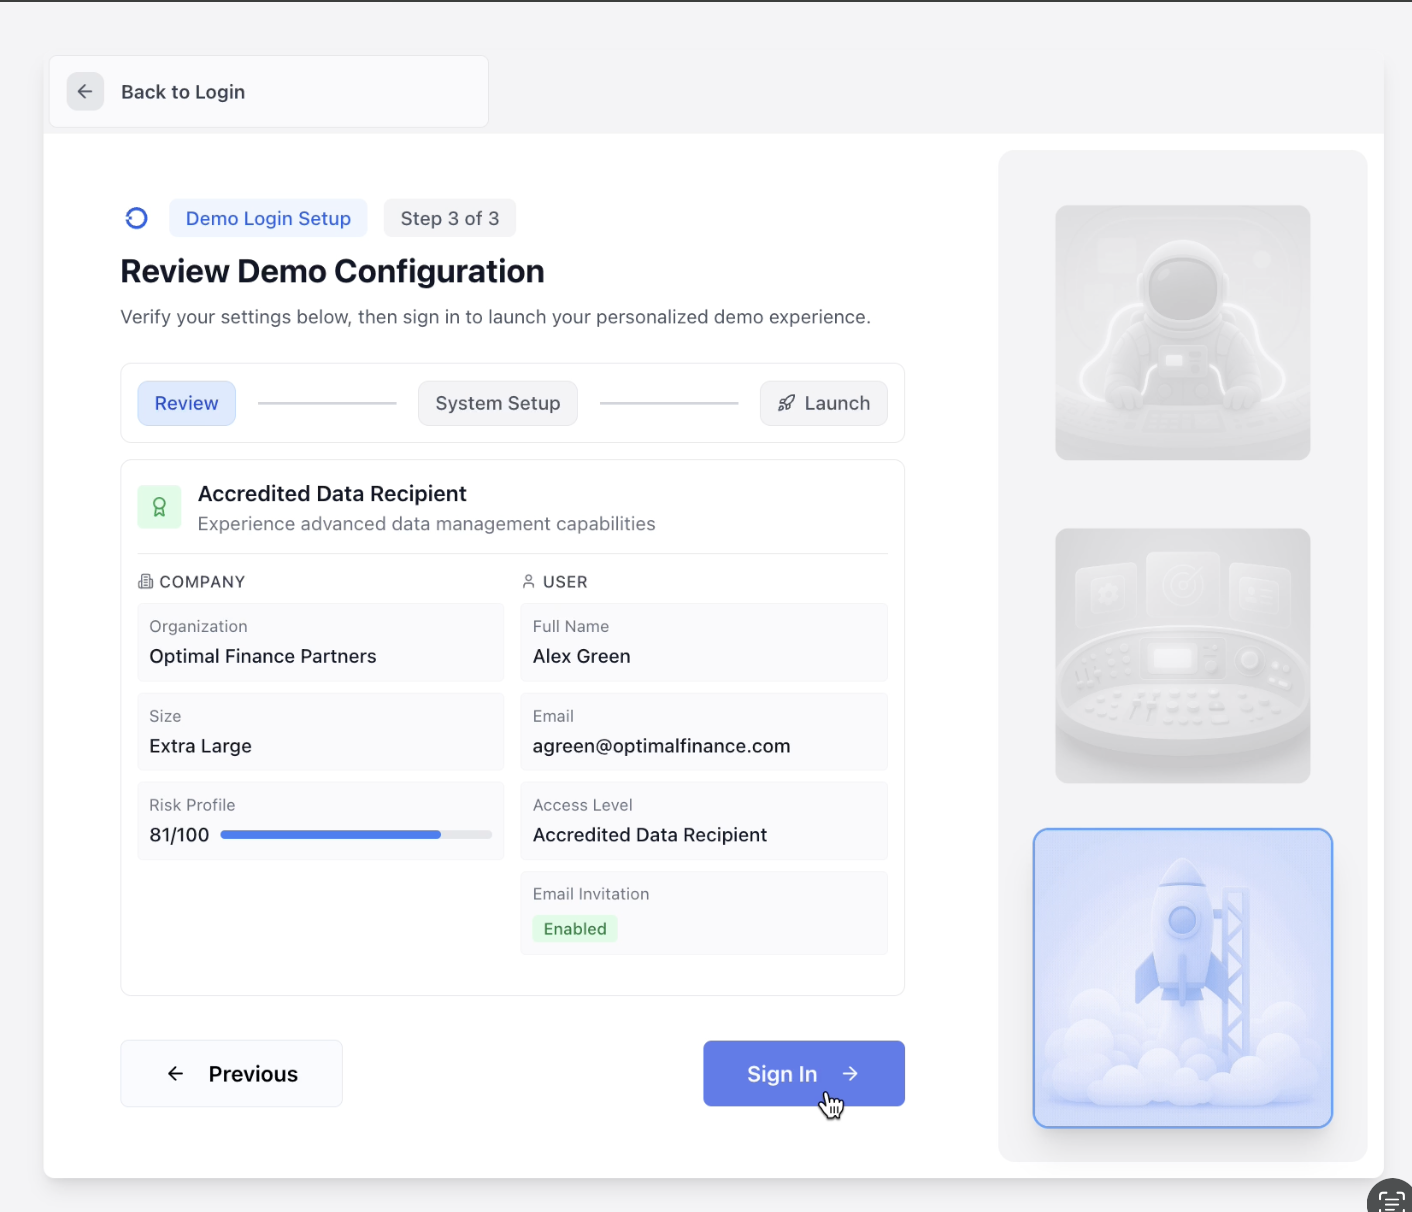 Back to Login
Demo Login Setup
Step 3 of 3
Review Demo Configuration
Verify your settings below, then sign in to launch your personalized demo experience.
Review
System Setup
Launch
Accredited Data Recipient
Experience advanced data management capabilities
COMPANY
Organization
Optimal Finance Partners
Size
Extra Large
Risk Profile
81/100
USER
Full Name
Alex Green
Email
agreen@optimalfinance.com
Access Level
Accredited Data Recipient
Email Invitation
Enabled
Previous
Sign In